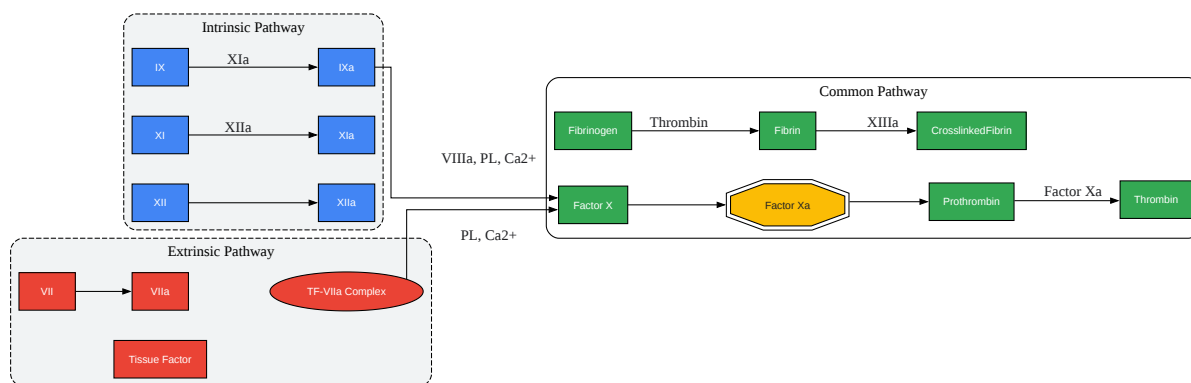 Intrinsic Pathway
IX
XIa
IXa
XI
XIIa
XIa
XII
XIIa
VIIIa, PL, Ca2+
PL, Ca2+
Extrinsic Pathway
VII
VIIa
TF-VIIa Complex
Tissue Factor
Common Pathway
Fibrinogen
Thrombin
Fibrin
XIIIa
CrosslinkedFibrin
Factor X
Factor Xa
Prothrombin
Factor Xa
Thrombin